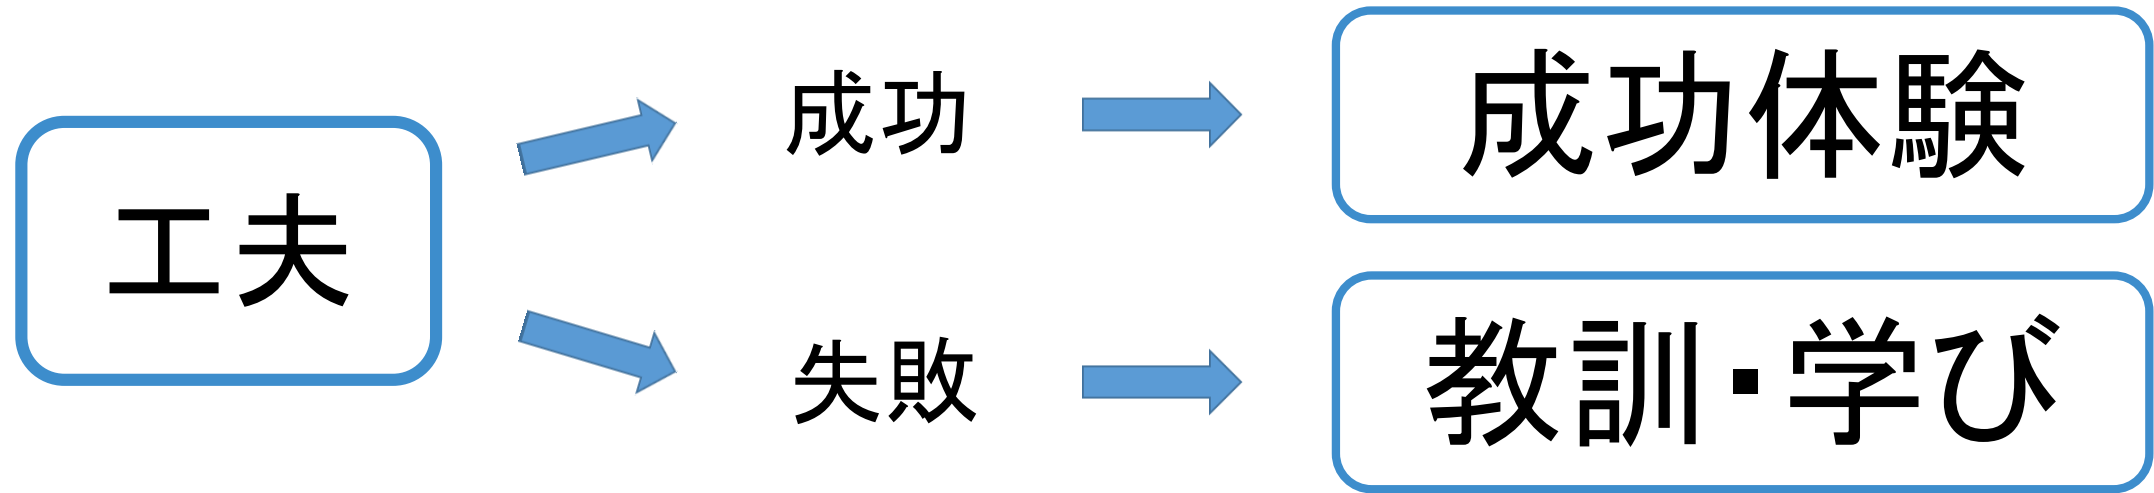 工夫
成功
成功体験
失敗
教訓・学び